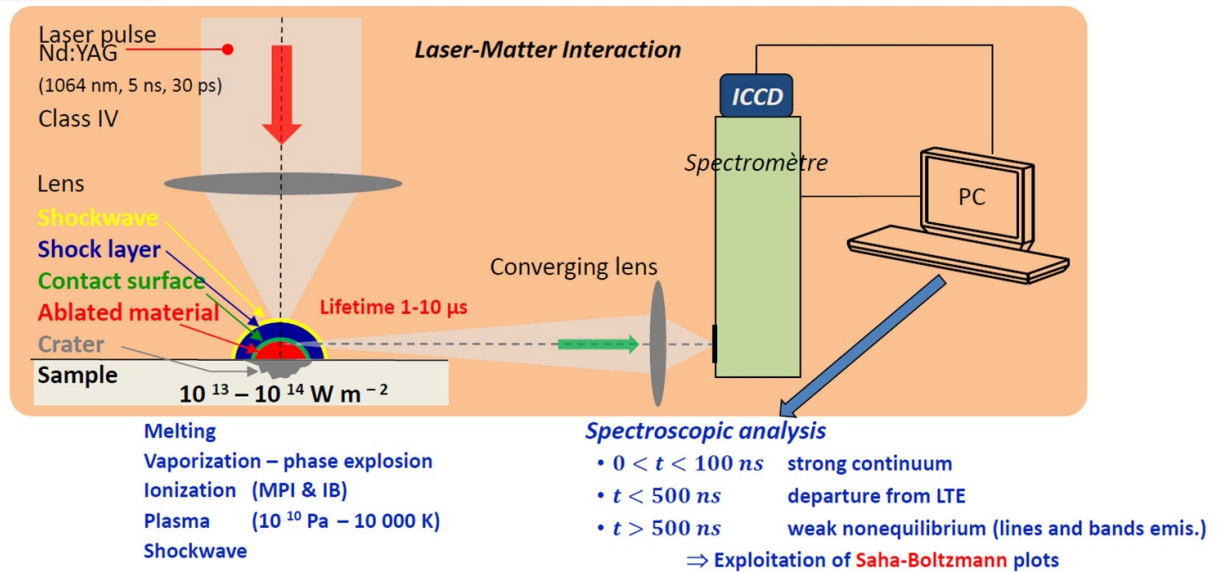 Laser pulse
Nd:YAG
(1064 nm, 5 ns, 30 ps)
Class IV
Laser-Matter Interaction
ICCD
Spectromètre
PC
Lens
Shockwave
Shock layer
Contact surface
Ablated material
Crater
Sample
Lifetime 1-10 µs
Converging lens
10 ¹³ – 10 ¹⁴ W m ⁻ ²
Melting
Vaporization – phase explosion
Ionization (MPI & IB)
Plasma (10 ¹⁰ Pa – 10 000 K)
Shockwave
Spectroscopic analysis
• 0 < t < 100 ns strong continuum
• t < 500 ns departure from LTE
• t > 500 ns weak nonequilibrium (lines and bands emis.)
⇒ Exploitation of Saha-Boltzmann plots